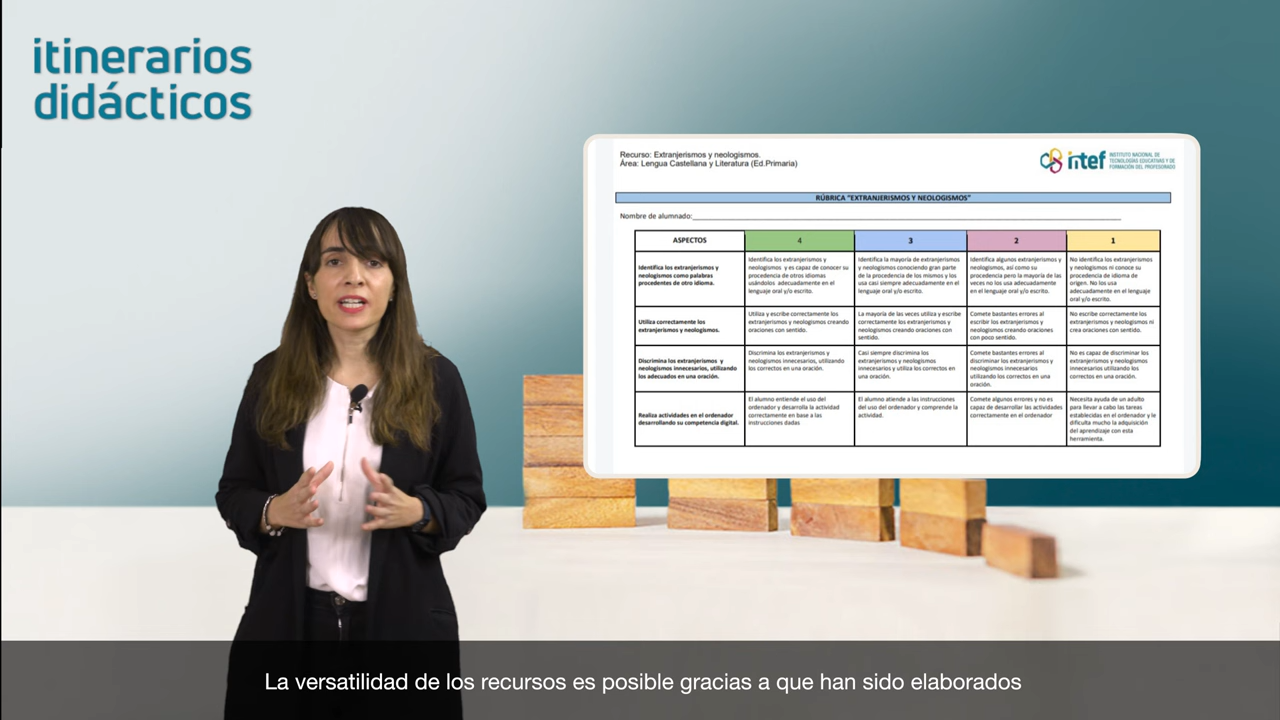 itinerarios
didácticos
Recurso: Extranjerismos y neologismos.
Área: Lengua Castellana y Literatura (Ed.Primaria)
intef
INSTITUTO NACIONAL DE
TECNOLOGÍAS EDUCATIVAS Y DE
FORMACIÓN DEL PROFESORADO
RÚBRICA "EXTRANJERISMOS Y NEOLOGISMOS"
Nombre de alumnado:
ASPECTOS
4
3
2
1
Identifica los extranjerismos y
neologismos como palabras
procedentes de otro idioma.
Identifica los extranjerismos y
neologismos y es capaz de conocer su
procedencia de otros idiomas
usándolos adecuadamente en el
lenguaje oral y/o escrito.
Identifica la mayoría de extranjerismos
y neologismos conociendo gran parte
de la procedencia de los mismos y los
usa casi siempre adecuadamente en el
lenguaje oral y/o escrito.
Identifica algunos extranjerismos y
neologismos, así como su
procedencia pero la mayoría de las
veces no los usa adecuadamente
en el lenguaje oral y/o escrito.
No identifica los extranjerismos
y neologismos ni conoce su
procedencia de idioma de
origen. No los usa
adecuadamente en el lenguaje
oral y/o escrito.
Utiliza correctamente los
extranjerismos y neologismos.
Utiliza y escribe correctamente los
extranjerismos y neologismos creando
oraciones con sentido.
La mayoría de las veces utiliza y escribe
correctamente los extranjerismos y
neologismos creando oraciones con
sentido.
Comete bastantes errores al
escribir los extranjerismos y
neologismos creando oraciones
con poco sentido.
No escribe correctamente los
extranjerismos y neologismos ni
crea oraciones con sentido.
Discrimina los extranjerismos y
neologismos innecesarios, utilizando
los adecuados en una oración.
Discrimina los extranjerismos y
neologismos innecesarios, utilizando
los correctos en una oración.
Casi siempre discrimina los
extranjerismos y neologismos
innecesarios y utiliza los correctos en
una oración.
Comete bastantes errores al
discriminar los extranjerismos y
neologismos innecesarios
utilizando los correctos en una
oración.
No es capaz de discriminar los
extranjerismos y neologismos
innecesarios utilizando los
correctos en una oración.
Realiza actividades en el ordenador
desarrollando su competencia digital.
El alumno entiende el uso del
ordenador y desarrolla la actividad
correctamente en base a las
instrucciones dadas
El alumno atiende a las instrucciones
del uso del ordenador y comprende la
actividad.
Comete algunos errores y no es
capaz de desarrollar las actividades
correctamente en el ordenador
Necesita ayuda de un adulto
para llevar a cabo las tareas
establecidas en el ordenador y le
dificulta mucho la adquisición
del aprendizaje con esta
herramienta.
La versatilidad de los recursos es posible gracias a que han sido elaborados